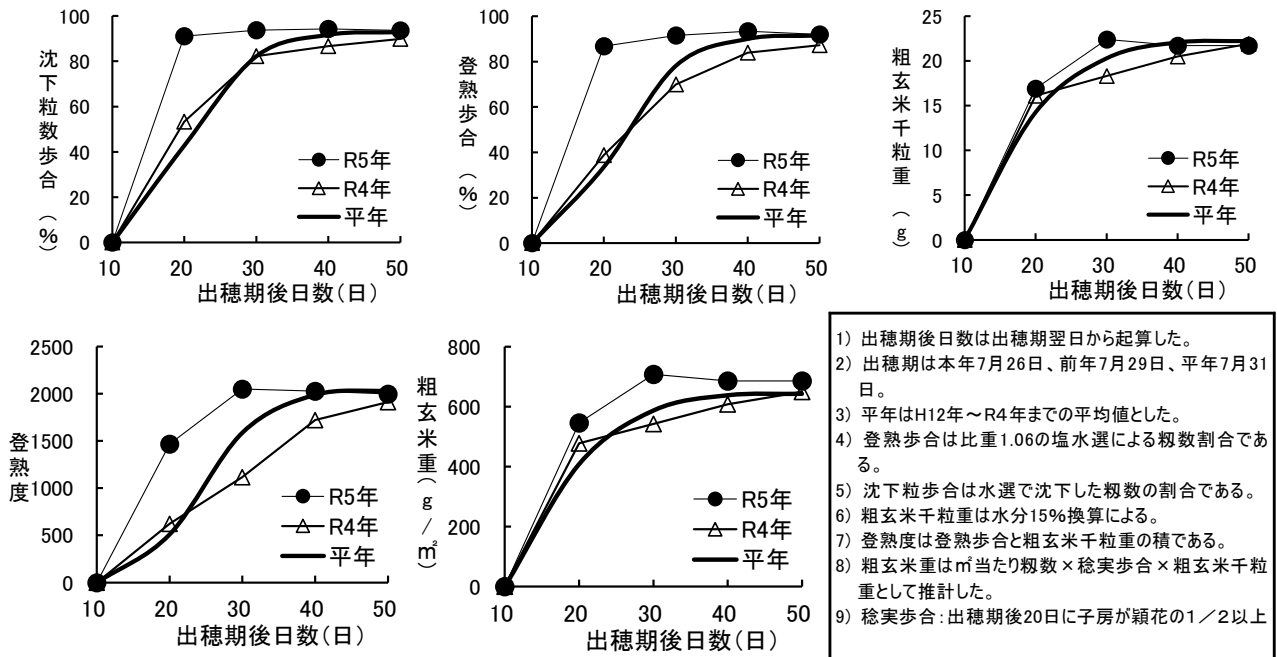 沈下粒数歩合（％）
100
80
60
40
20
0
R5年
R4年
平年
10 20 30 40 50
出穂期後日数（日）
登熟歩合（％）
100
80
60
40
20
0
R5年
R4年
平年
10 20 30 40 50
出穂期後日数（日）
粗玄米千粒重（g）
25
20
15
10
5
0
R5年
R4年
平年
10 20 30 40 50
出穂期後日数（日）
登熟度
2500
2000
1500
1000
500
0
R5年
R4年
平年
10 20 30 40 50
出穂期後日数（日）
粗玄米重（g／㎡）
800
600
400
200
0
R5年
R4年
平年
10 20 30 40 50
出穂期後日数（日）
1) 出穂期後日数は出穂期翌日から起算した。
2) 出穂期は本年7月26日、前年7月29日、平年7月31
日。
3) 平年はH12年～R4年までの平均値とした。
4) 登熟歩合は比重1.06の塩水選による籾数割合であ
る。
5) 沈下粒歩合は水選で沈下した籾数の割合である。
6) 粗玄米千粒重は水分15%換算による。
7) 登熟度は登熟歩合と粗玄米千粒重の積である。
8) 粗玄米重は㎡当たり籾数×稔実歩合×粗玄米千粒
重として推計した。
9) 稔実歩合：出穂期後20日に子房が穎花の1／2以上